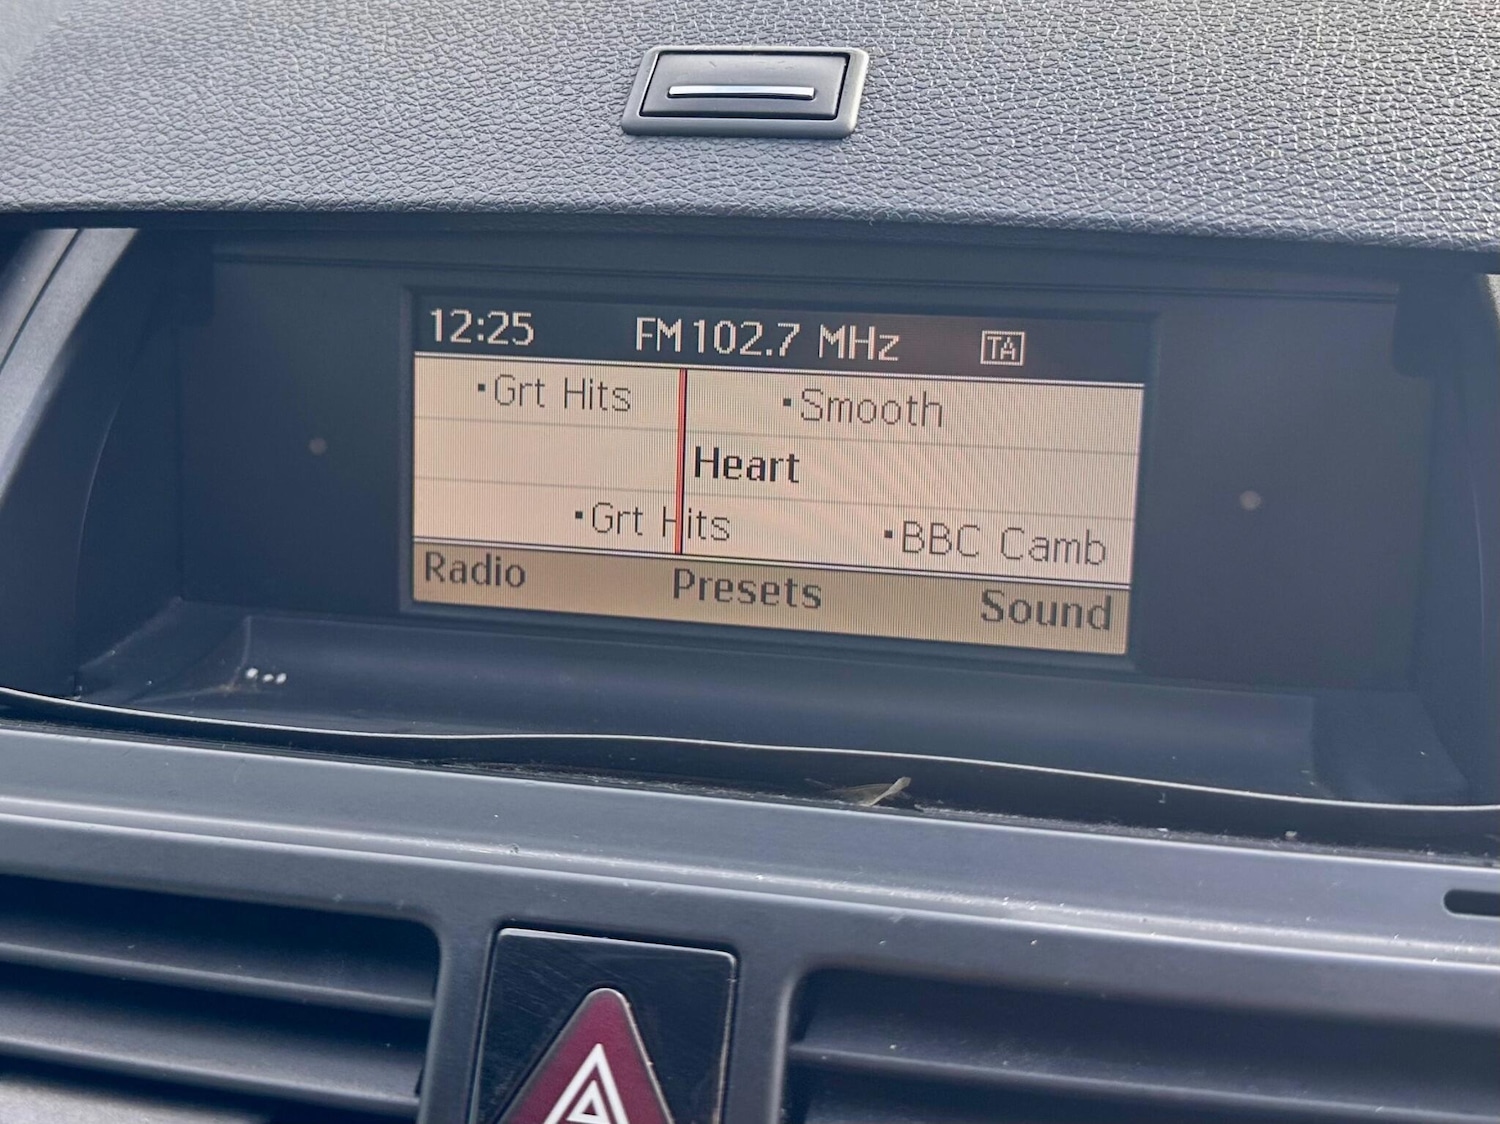 12:25 FM 102.7 MHz TA
·Grt Hits ·Smooth
Heart
·Grt Hits ·BBC Camb
Radio Presets Sound